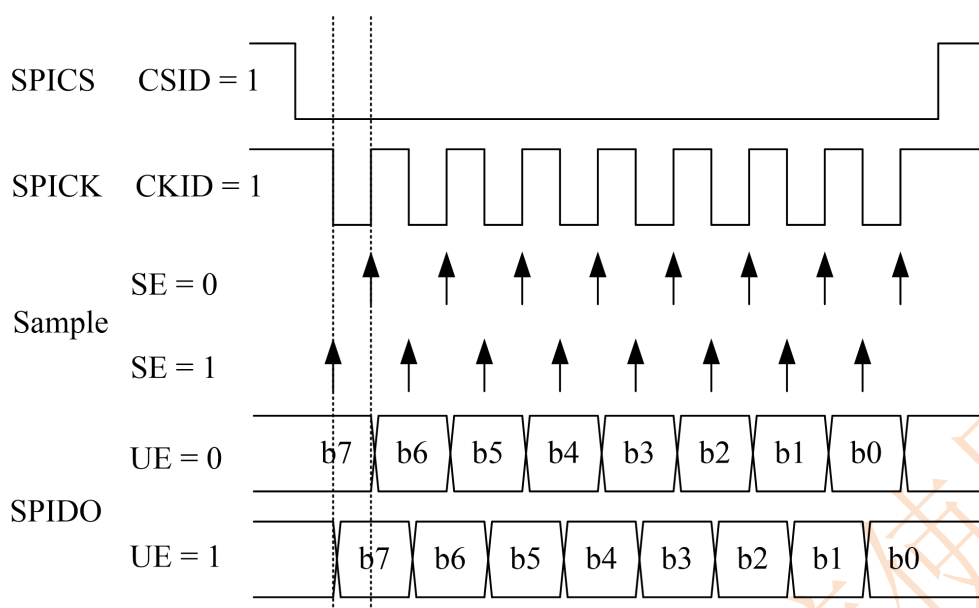 SPICS CSID = 1
SPICK CKID = 1
Sample
SE = 0
SE = 1
SPIDO
UE = 0 b7 b6 b5 b4 b3 b2 b1 b0
UE = 1 b7 b6 b5 b4 b3 b2 b1 b0